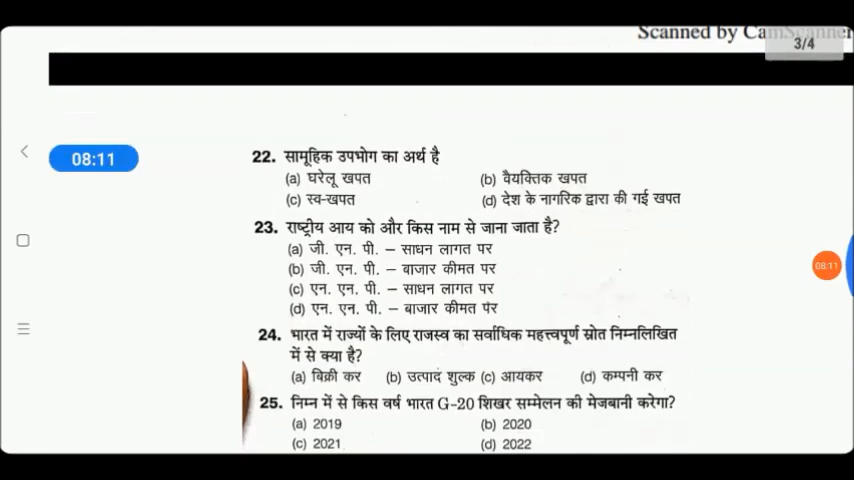 Scanned by CamScanner
3/4
08:11
22. सामूहिक उपभोग का अर्थ है
(a) घरेलू खपत (b) वैयक्तिक खपत
(c) स्व-खपत (d) देश के नागरिक द्वारा की गई खपत
23. राष्ट्रीय आय को और किस नाम से जाना जाता है?
(a) जी. एन. पी. – साधन लागत पर
(b) जी. एन. पी. – बाजार कीमत पर
08:11
(c) एन. एन. पी. – साधन लागत पर
(d) एन. एन. पी. – बाजार कीमत पर
24. भारत में राज्यों के लिए राजस्व का सर्वाधिक महत्त्वपूर्ण स्रोत निम्नलिखित
में से क्या है?
(a) बिक्री कर (b) उत्पाद शुल्क (c) आयकर (d) कम्पनी कर
25. निम्न में से किस वर्ष भारत G-20 शिखर सम्मेलन की मेजबानी करेगा?
(a) 2019 (b) 2020
(c) 2021 (d) 2022